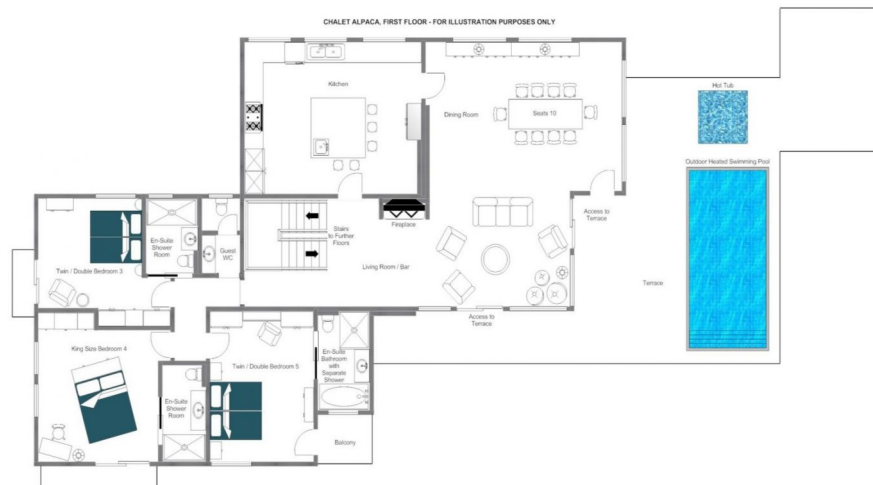 CHALET ALPACA, FIRST FLOOR - FOR ILLUSTRATION PURPOSES ONLY
Kitchen
Hot Tub
Dining Room
Seats 10
Outdoor Heated Swimming Pool
Access to
Terrace
Stairs
to Further
Floors
Fireplace
En-Suite
Shower
Room
Guest
WC
Living Room / Bar
Twin / Double Bedroom 3
Terrace
Access to
Terrace
King Size Bedroom 4
Twin / Double Bedroom 5
En-Suite
Bathroom
with
Separate
Shower
En-Suite
Shower
Room
Balcony